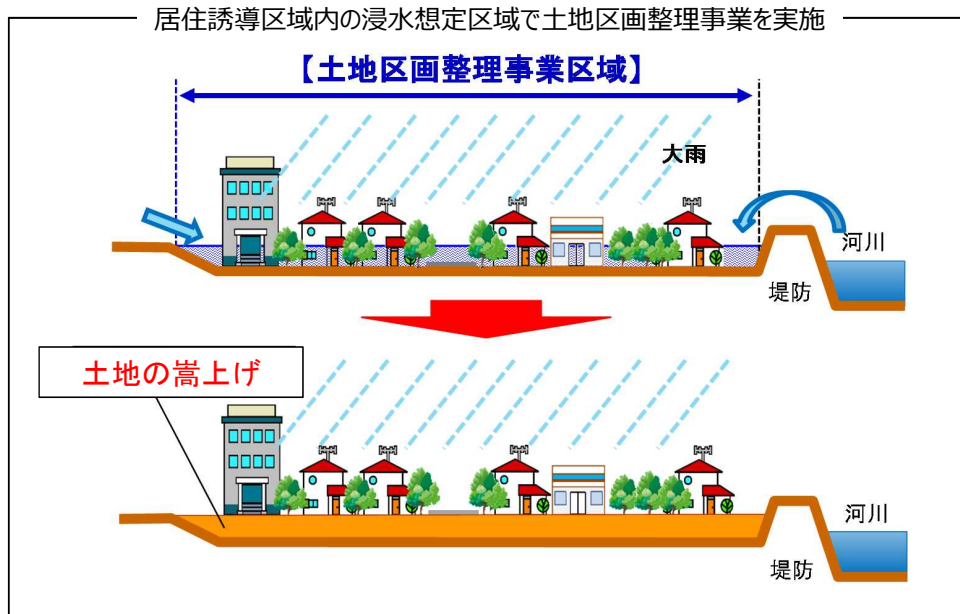 居住誘導区域内の浸水想定区域で土地区画整理事業を実施
【土地区画整理事業区域】
大雨
河川
堤防
土地の嵩上げ
河川
堤防